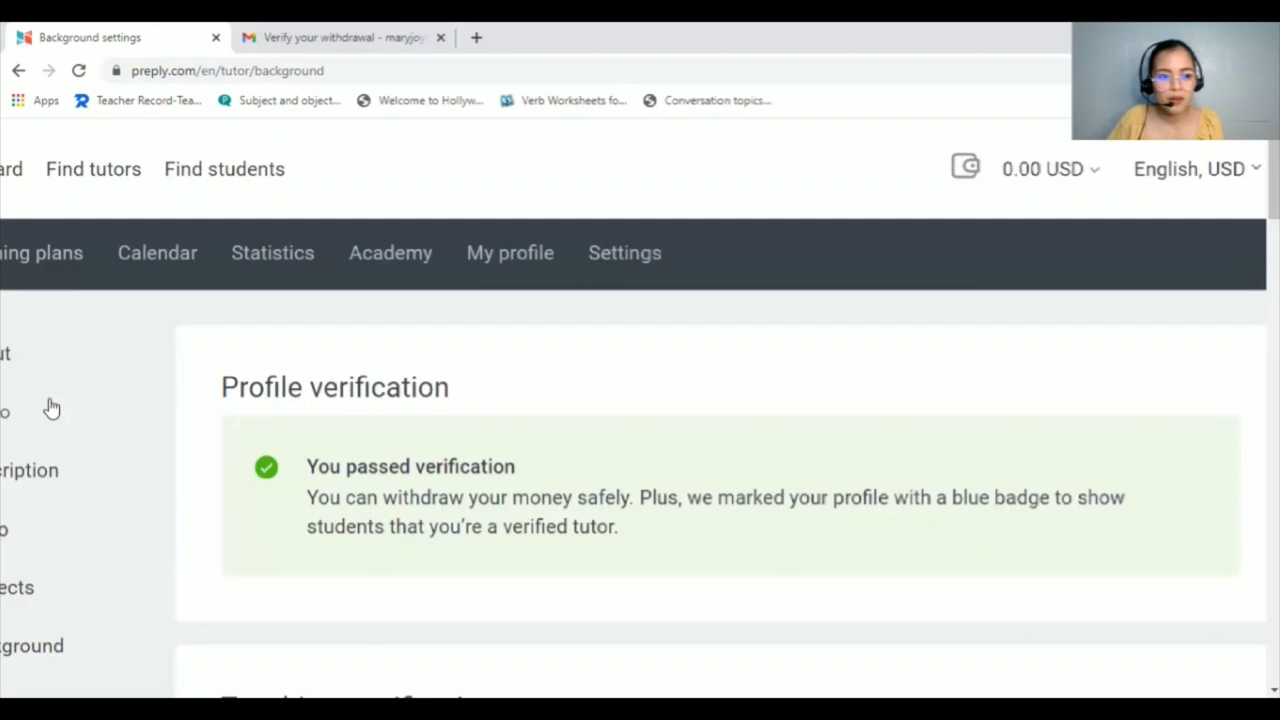 Background settings
Verify your withdrawal - maryjoy
preply.com/en/tutor/background
Apps Teacher Record-Tea... Subject and object... Welcome to Hollyw... Verb Worksheets fo... Conversation topics...
ard Find tutors Find students 0.00 USD English, USD
ning plans Calendar Statistics Academy My profile Settings
ut
o
cription
o
ects
kground
Profile verification
You passed verification
You can withdraw your money safely. Plus, we marked your profile with a blue badge to show
students that you're a verified tutor.